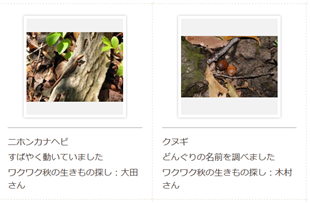 ニホンカナヘビ
すばやく動いていました
ワクワク秋の生きもの探し：大田
さん
クヌギ
どんぐりの名前を調べました
ワクワク秋の生きもの探し：木村
さん